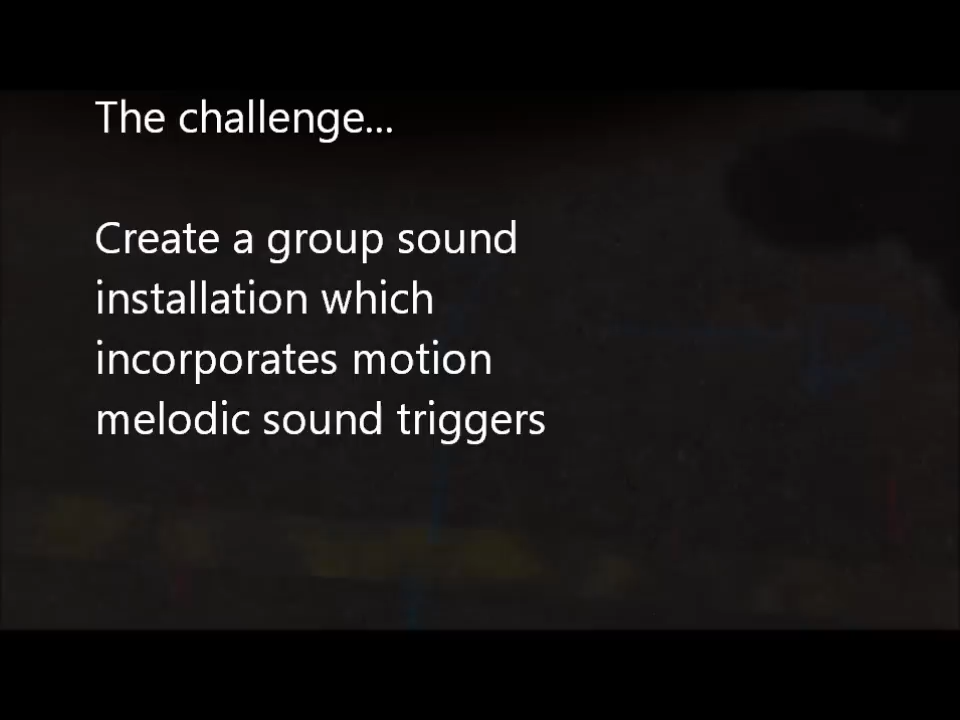 The challenge...
Create a group sound
installation which
incorporates motion
melodic sound triggers